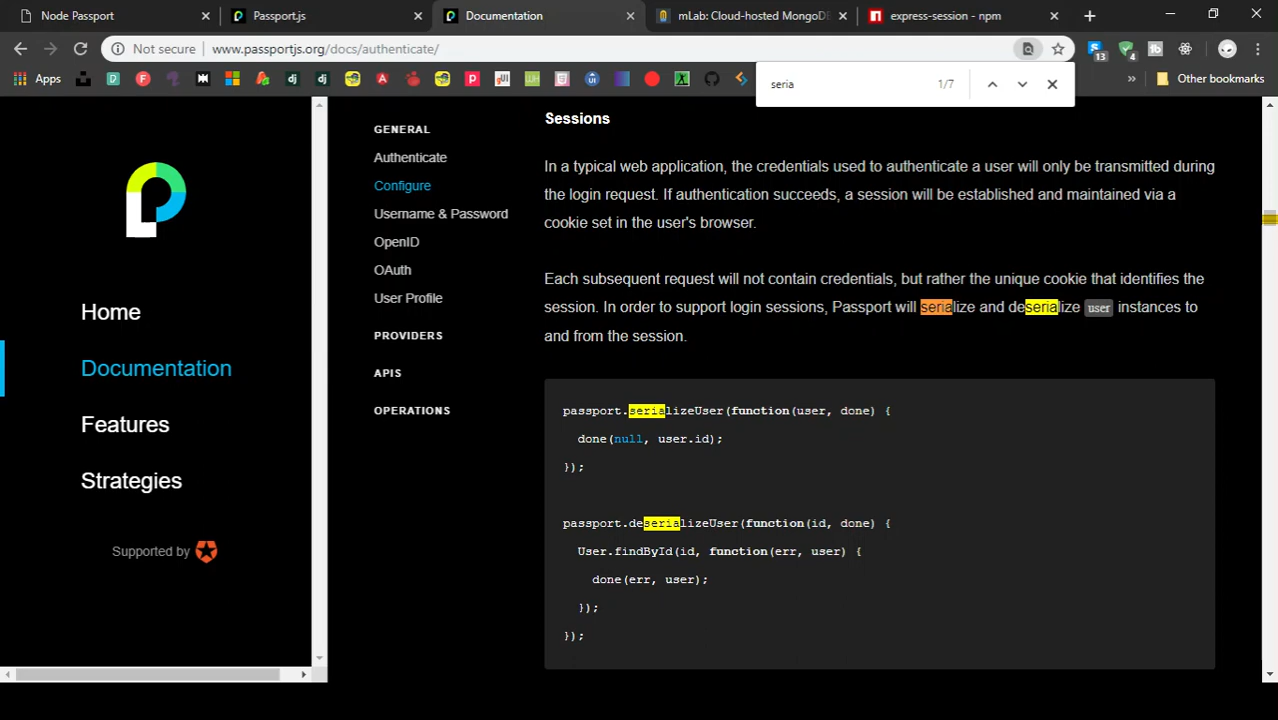 Node Passport
Passport.js
Documentation
mLab: Cloud-hosted MongoDB
express-session - npm
Not secure
www.passportjs.org/docs/authenticate/
13
4
Apps
Other bookmarks
seria
1/7
Home
Documentation
Features
Strategies
Supported by
GENERAL
Authenticate
Configure
Username & Password
OpenID
OAuth
User Profile
PROVIDERS
APIS
OPERATIONS
Sessions
In a typical web application, the credentials used to authenticate a user will only be transmitted during
the login request. If authentication succeeds, a session will be established and maintained via a
cookie set in the user's browser.
Each subsequent request will not contain credentials, but rather the unique cookie that identifies the
session. In order to support login sessions, Passport will serialize and deserialize user instances to
and from the session.
passport.serializeUser(function(user, done) {
done(null, user.id);
});
passport.deserializeUser(function(id, done) {
User.findById(id, function(err, user) {
done(err, user);
});
});